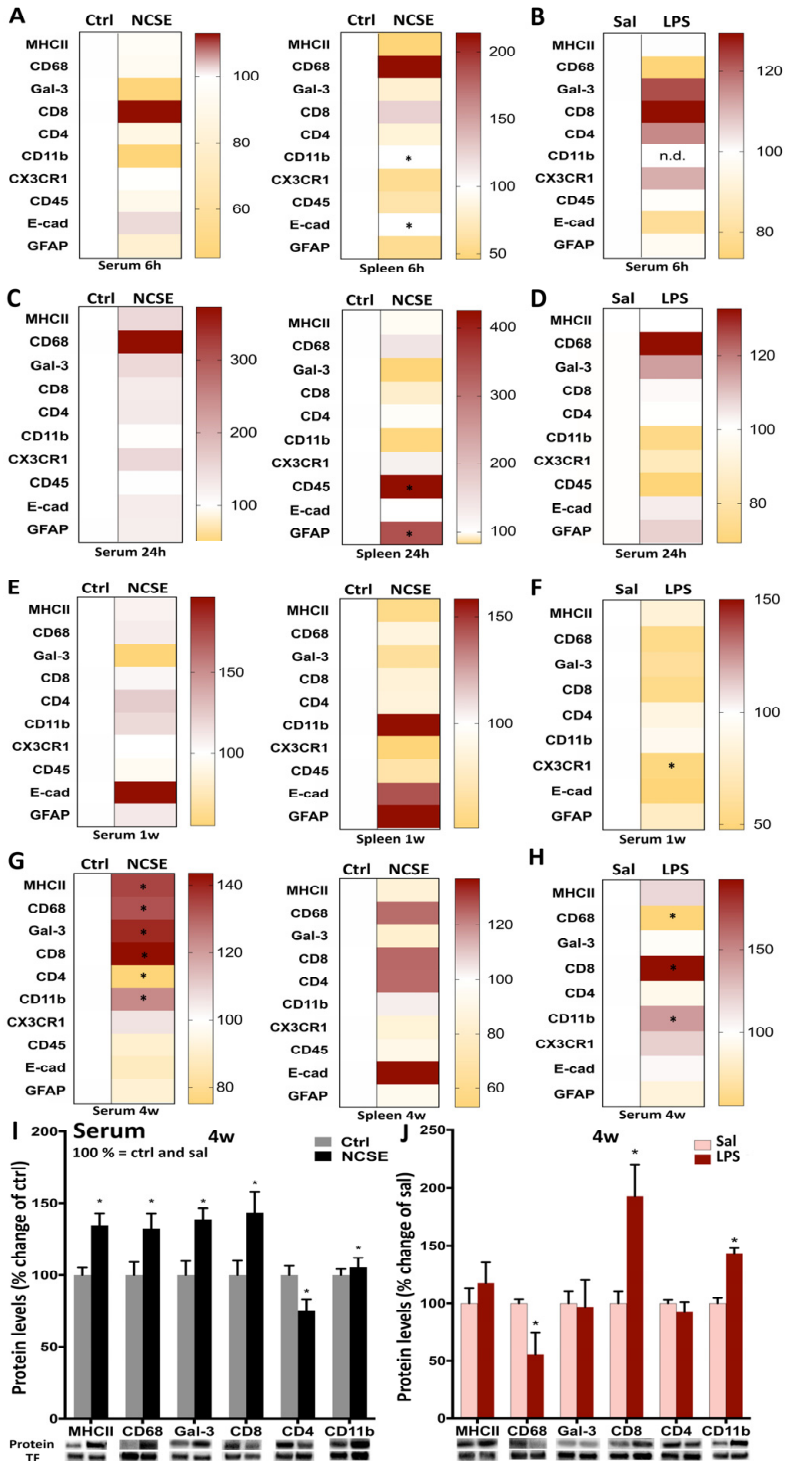 A Ctrl NCSE
MHCII
CD68
Gal-3
CD8
CD4
CD11b
CX3CR1
CD45
E-cad
GFAP
100
80
60
Serum 6h
Ctrl NCSE
MHCII
CD68
Gal-3
CD8
CD4
CD11b *
CX3CR1
CD45
E-cad *
GFAP
200
150
100
50
Spleen 6h
B Sal LPS
MHCII
CD68
Gal-3
CD8
CD4
CD11b n.d.
CX3CR1
CD45
E-cad
GFAP
120
100
80
Serum 6h
C Ctrl NCSE
MHCII
CD68
Gal-3
CD8
CD4
CD11b
CX3CR1
CD45
E-cad
GFAP
300
200
100
Serum 24h
Ctrl NCSE
MHCII
CD68
Gal-3
CD8
CD4
CD11b
CX3CR1
CD45 *
E-cad
GFAP *
400
300
200
100
Spleen 24h
D Sal LPS
MHCII
CD68
Gal-3
CD8
CD4
CD11b
CX3CR1
CD45
E-cad
GFAP
120
100
80
Serum 24h
E Ctrl NCSE
MHCII
CD68
Gal-3
CD8
CD4
CD11b
CX3CR1
CD45
E-cad
GFAP
150
100
Serum 1w
Ctrl NCSE
MHCII
CD68
Gal-3
CD8
CD4
CD11b
CX3CR1
CD45
E-cad
GFAP
150
100
Spleen 1w
F Sal LPS
MHCII
CD68
Gal-3
CD8
CD4
CD11b
CX3CR1 *
E-cad
GFAP
150
100
50
Serum 1w
G Ctrl NCSE
MHCII *
CD68 *
Gal-3 *
CD8 *
CD4 *
CD11b *
CX3CR1
CD45
E-cad
GFAP
140
120
100
80
Serum 4w
Ctrl NCSE
MHCII
CD68
Gal-3
CD8
CD4
CD11b
CX3CR1
CD45
E-cad
GFAP
120
100
80
60
Spleen 4w
H Sal LPS
MHCII
CD68 *
Gal-3
CD8 *
CD4
CD11b *
CX3CR1
E-cad
GFAP
150
100
Serum 4w
I Serum 4w
100 % = ctrl and sal
Ctrl
NCSE
Protein levels (% change of ctrl)
200
150
100
50
0
* * * * * *
MHCII CD68 Gal-3 CD8 CD4 CD11b
Protein
TF
J 4w
Sal
LPS
Protein levels (% change of sal)
250
200
150
100
50
0
* * *
MHCII CD68 Gal-3 CD8 CD4 CD11b